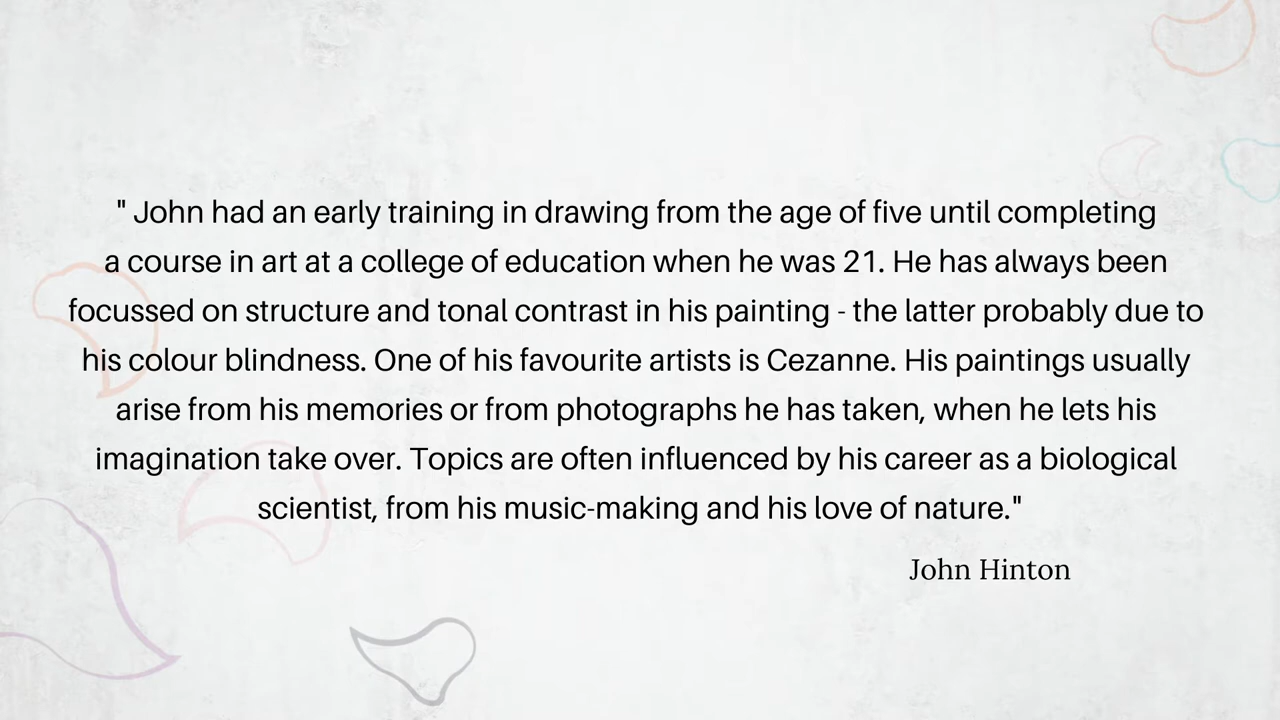 " John had an early training in drawing from the age of five until completing
a course in art at a college of education when he was 21. He has always been
focussed on structure and tonal contrast in his painting - the latter probably due to
his colour blindness. One of his favourite artists is Cezanne. His paintings usually
arise from his memories or from photographs he has taken, when he lets his
imagination take over. Topics are often influenced by his career as a biological
scientist, from his music-making and his love of nature."
John Hinton